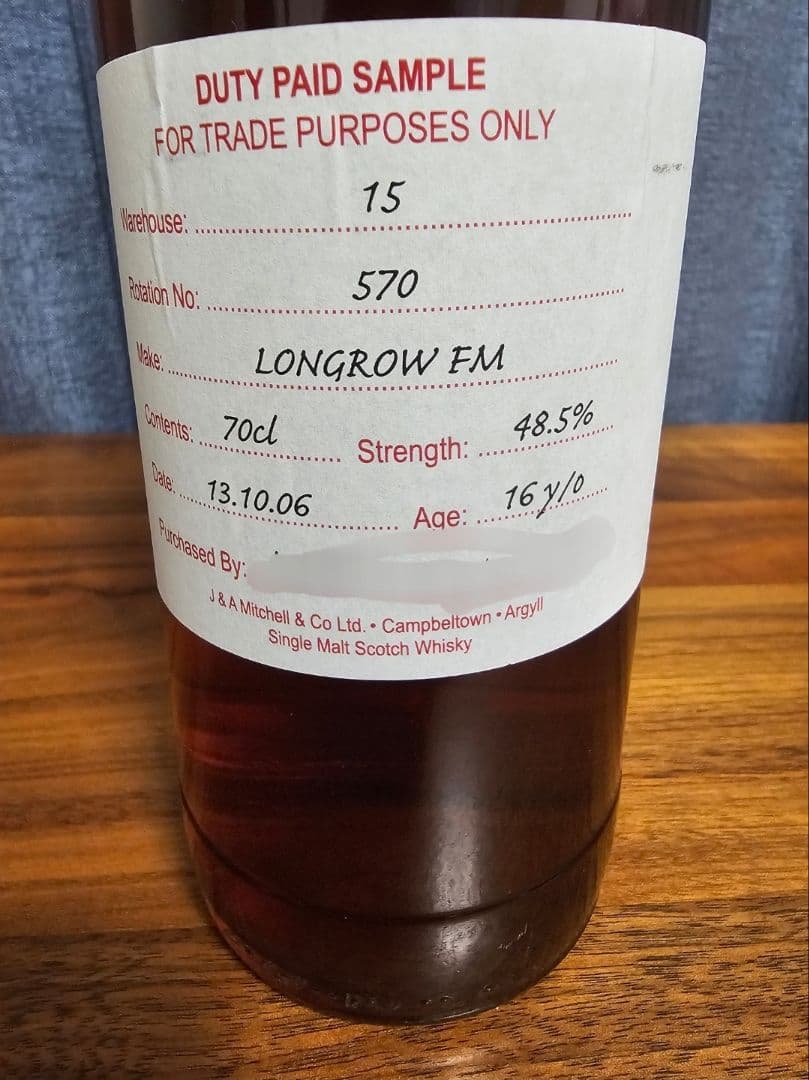 DUTY PAID SAMPLE
FOR TRADE PURPOSES ONLY
Warehouse: 15
Rotation No: 570
Make: LONGROW FM
Contents: 70cl Strength: 48.5%
Date: 13.10.06 Age: 16 y/o
Purchased By:
J & A Mitchell & Co Ltd. • Campbeltown • Argyll
Single Malt Scotch Whisky